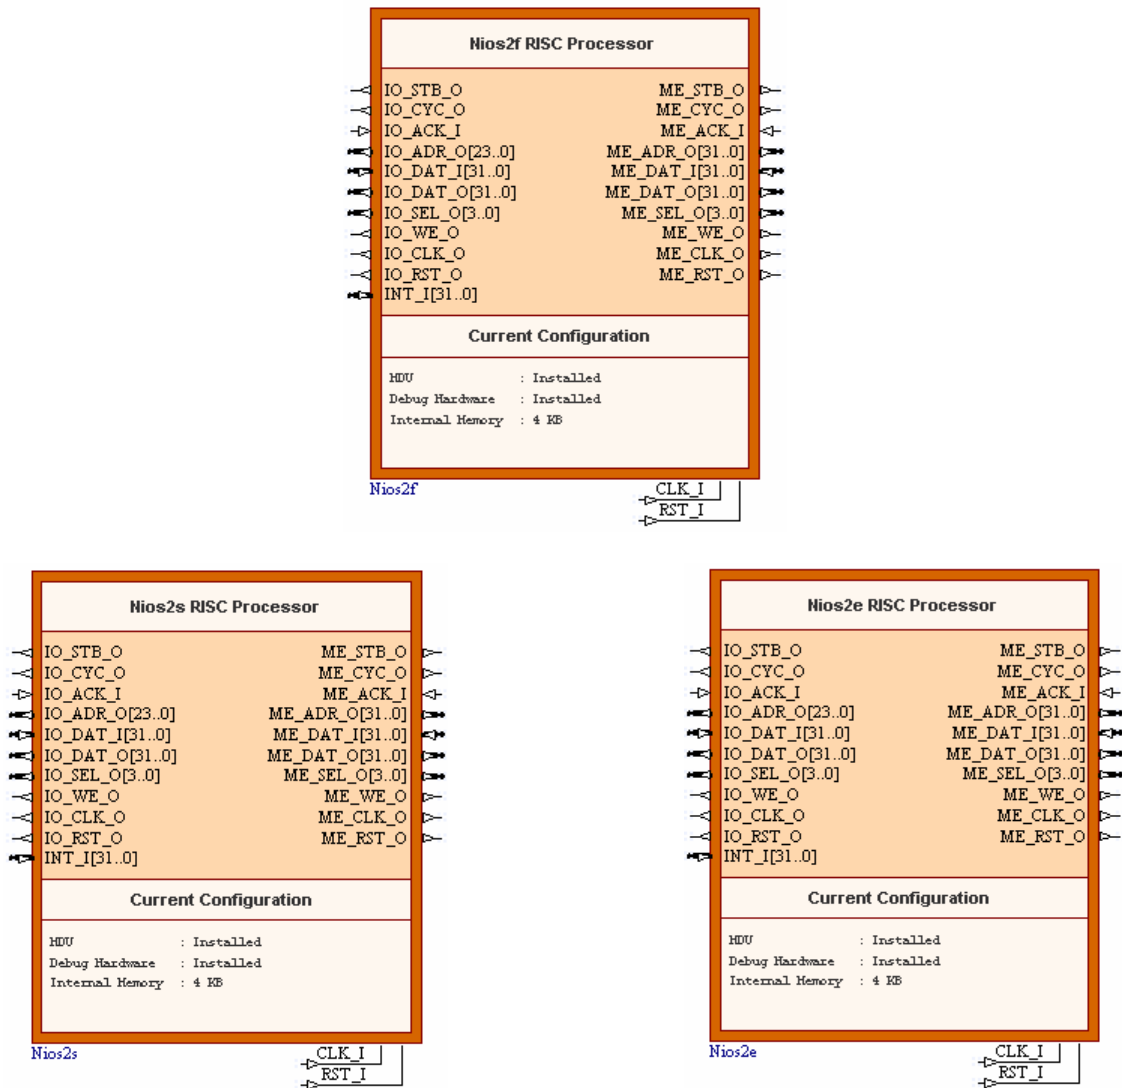 Nios2f RISC Processor
IO_STB_O ME_STB_O
IO_CYC_O ME_CYC_O
IO_ACK_I ME_ACK_I
IO_ADR_O[23..0] ME_ADR_O[31..0]
IO_DAT_I[31..0] ME_DAT_I[31..0]
IO_DAT_O[31..0] ME_DAT_O[31..0]
IO_SEL_O[3..0] ME_SEL_O[3..0]
IO_WE_O ME_WE_O
IO_CLK_O ME_CLK_O
IO_RST_O ME_RST_O
INT_I[31..0]
Current Configuration
MDU : Installed
Debug Hardware : Installed
Internal Memory : 4 KB
Nios2f
CLK_I
RST_I
Nios2s RISC Processor
IO_STB_O ME_STB_O
IO_CYC_O ME_CYC_O
IO_ACK_I ME_ACK_I
IO_ADR_O[23..0] ME_ADR_O[31..0]
IO_DAT_I[31..0] ME_DAT_I[31..0]
IO_DAT_O[31..0] ME_DAT_O[31..0]
IO_SEL_O[3..0] ME_SEL_O[3..0]
IO_WE_O ME_WE_O
IO_CLK_O ME_CLK_O
IO_RST_O ME_RST_O
INT_I[31..0]
Current Configuration
MDU : Installed
Debug Hardware : Installed
Internal Memory : 4 KB
Nios2s
CLK_I
RST_I
Nios2e RISC Processor
IO_STB_O ME_STB_O
IO_CYC_O ME_CYC_O
IO_ACK_I ME_ACK_I
IO_ADR_O[23..0] ME_ADR_O[31..0]
IO_DAT_I[31..0] ME_DAT_I[31..0]
IO_DAT_O[31..0] ME_DAT_O[31..0]
IO_SEL_O[3..0] ME_SEL_O[3..0]
IO_WE_O ME_WE_O
IO_CLK_O ME_CLK_O
IO_RST_O ME_RST_O
INT_I[31..0]
Current Configuration
MDU : Installed
Debug Hardware : Installed
Internal Memory : 4 KB
Nios2e
CLK_I
RST_I